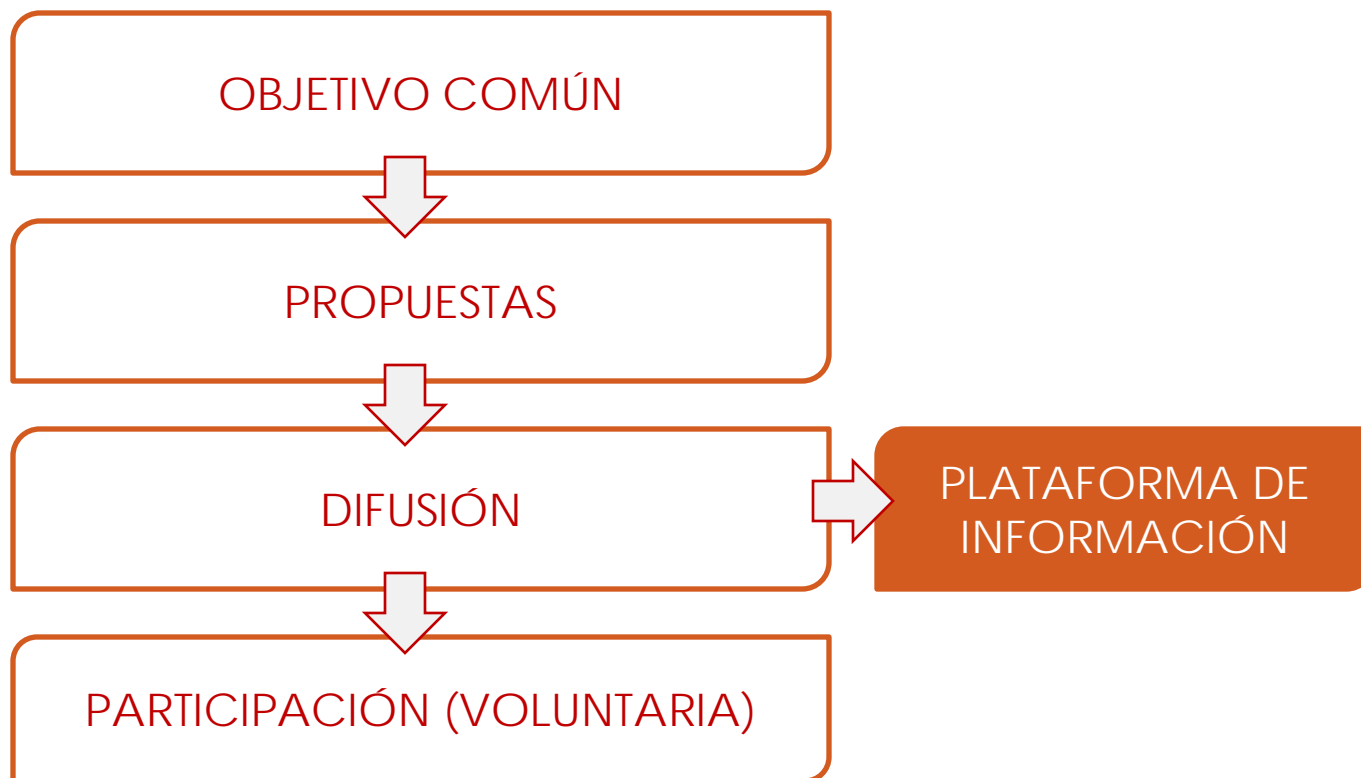 OBJETIVO COMÚN
PROPUESTAS
DIFUSIÓN
PLATAFORMA DE
INFORMACIÓN
PARTICIPACIÓN (VOLUNTARIA)